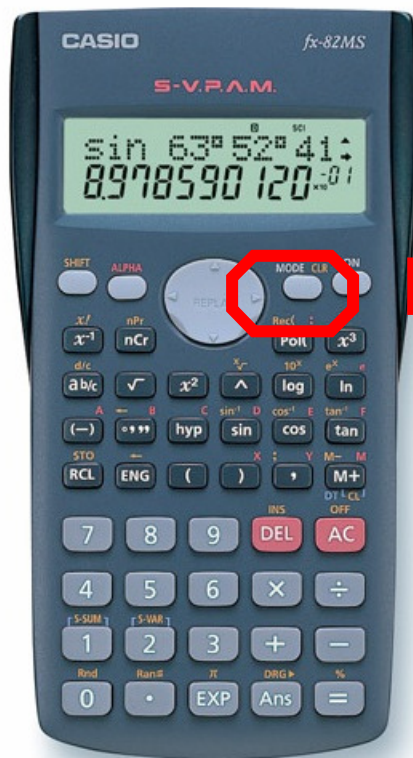 CASIO fx-82MS
S-V.P.A.M.
D SCI
sin 63°52°41
8.978590120×10-01
SHIFT ALPHA MODE CLR ON
REPLAY
x! nPr Rec( :
x-1 nCr Pol( x3
d/c x√ 10x ex e
ab/c √ x2 ^ log ln
A ← B C sin-1 D cos-1 E tan-1 F
(−) °,,, hyp sin cos tan
STO ← X ; Y M− M
RCL ENG ( ) , M+
DT CL
INS OFF
7 8 9 DEL AC
4 5 6 × ÷
S-SUM S-VAR
1 2 3 + −
Rnd Ran# π DRG► %
0 · EXP Ans =